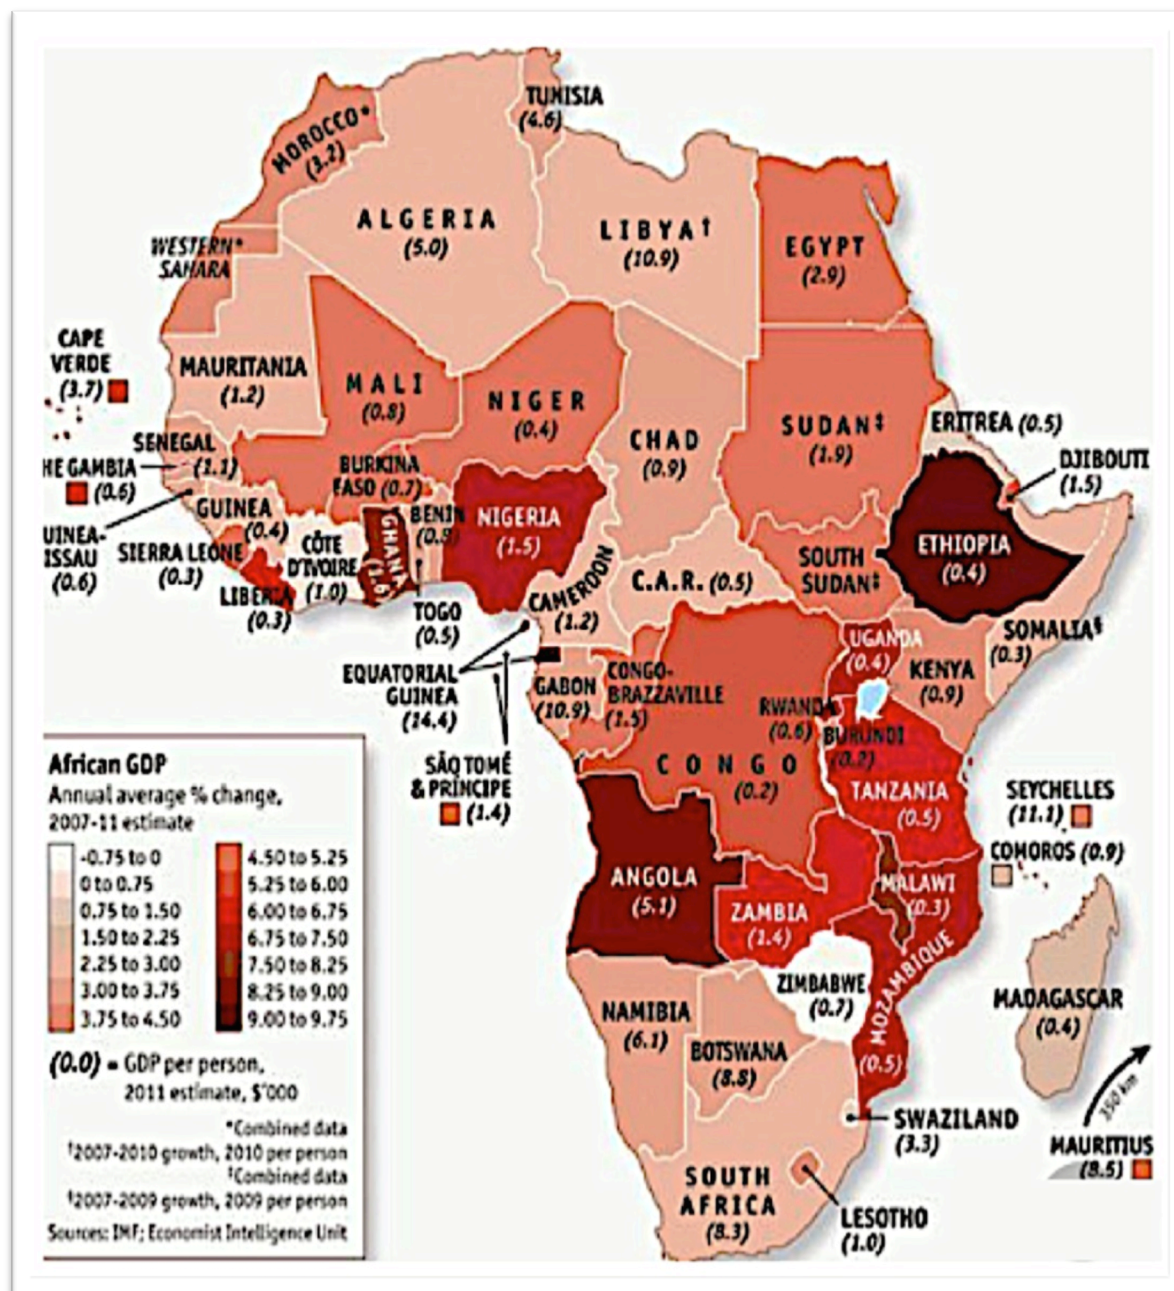 TUNISIA
(4.6)
MOROCCO*
(3.2)
ALGERIA
(5.0)
LIBYA†
(10.9)
EGYPT
(2.9)
WESTERN*
SAHARA
CAPE
VERDE
(3.7)
MAURITANIA
(1.2)
MALI
(0.8)
NIGER
(0.4)
CHAD
(0.9)
SUDAN‡
(1.9)
ERITREA (0.5)
DJIBOUTI
(1.5)
SENEGAL
(1.1)
HE GAMBIA
(0.6)
BURKINA
FASO (0.7)
GUINEA
(0.4)
UINEA-
ISSAU
(0.6)
SIERRA LEONE
(0.3)
LIBERIA
(0.3)
CÔTE
D'IVOIRE
(1.0)
GHANA
BENIN
(0.8)
NIGERIA
(1.5)
TOGO
(0.5)
CAMEROON
(1.2)
C.A.R. (0.5)
SOUTH
SUDAN‡
ETHIOPIA
(0.4)
SOMALIA§
(0.3)
UGANDA
(0.4)
KENYA
(0.9)
EQUATORIAL
GUINEA
(14.4)
GABON
(10.9)
CONGO-
BRAZZAVILLE
(1.5)
RWANDA
(0.6)
BURUNDI
(0.2)
CONGO
(0.2)
SÃO TOMÉ
& PRÍNCIPE
(1.4)
TANZANIA
(0.5)
SEYCHELLES
(11.1)
COMOROS (0.9)
ANGOLA
(5.1)
ZAMBIA
(1.4)
MALAWI
(0.3)
ZIMBABWE
(0.7)
MOZAMBIQUE
(0.5)
MADAGASCAR
(0.4)
NAMIBIA
(6.1)
BOTSWANA
(8.8)
350 km
MAURITIUS
(8.5)
SWAZILAND
(3.3)
SOUTH
AFRICA
(8.3)
LESOTHO
(1.0)
African GDP
Annual average % change,
2007-11 estimate
-0.75 to 0
0 to 0.75
0.75 to 1.50
1.50 to 2.25
2.25 to 3.00
3.00 to 3.75
3.75 to 4.50
4.50 to 5.25
5.25 to 6.00
6.00 to 6.75
6.75 to 7.50
7.50 to 8.25
8.25 to 9.00
9.00 to 9.75
(0.0) = GDP per person,
2011 estimate, $'000
*Combined data
†2007-2010 growth, 2010 per person
‡Combined data
2007-2009 growth, 2009 per person
Sources: IMF; Economist Intelligence Unit